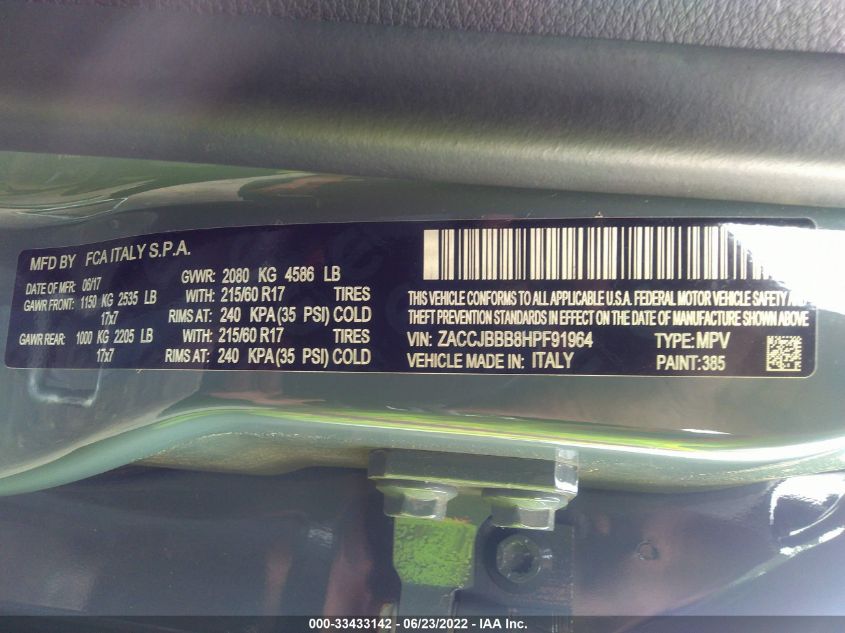 MFD BY FCA ITALY S.P.A.
DATE OF MFR: 06/17 GVWR: 2080 KG 4586 LB
GAWR FRONT: 1150 KG 2535 LB WITH: 215/60 R17 TIRES
17x7 RIMS AT: 240 KPA (35 PSI) COLD
GAWR REAR: 1000 KG 2205 LB WITH: 215/60 R17 TIRES
17x7 RIMS AT: 240 KPA (35 PSI) COLD
THIS VEHICLE CONFORMS TO ALL APPLICABLE U.S.A. FEDERAL MOTOR VEHICLE SAFETY
THEFT PREVENTION STANDARDS IN EFFECT ON THE DATE OF MANUFACTURE SHOWN ABOVE
VIN: ZACCJBBB8HPF91964 TYPE: MPV
VEHICLE MADE IN: ITALY PAINT: 385
000-33433142 - 06/23/2022 - IAA Inc.